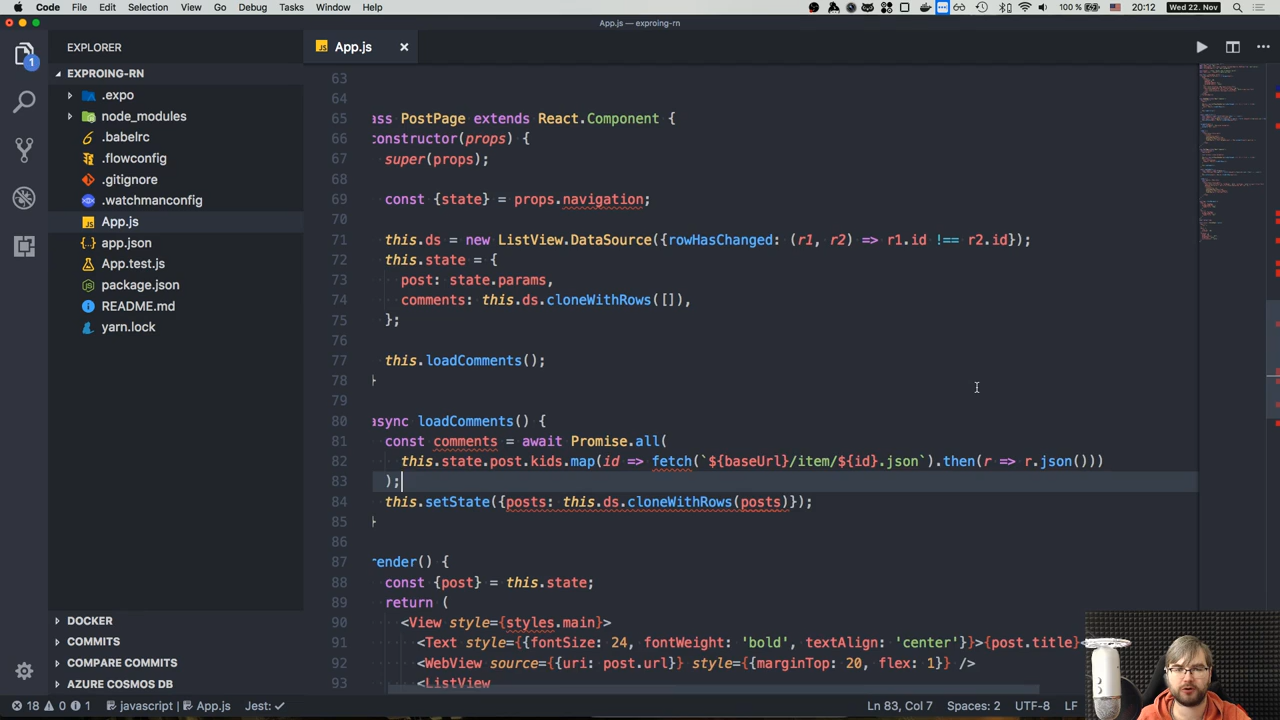 Code File Edit Selection View Go Debug Tasks Window Help 100 % 20:12 Wed 22. Nov
App.js — exproing-rn
EXPLORER
App.js
EXPROING-RN
.expo
node_modules
.babelrc
.flowconfig
.gitignore
.watchmanconfig
App.js
app.json
App.test.js
package.json
README.md
yarn.lock
DOCKER
COMMITS
COMPARE COMMITS
AZURE COSMOS DB
1
63
64
65 ass PostPage extends React.Component {
66 constructor(props) {
67 super(props);
68
69 const {state} = props.navigation;
70
71 this.ds = new ListView.DataSource({rowHasChanged: (r1, r2) => r1.id !== r2.id});
72 this.state = {
73 post: state.params,
74 comments: this.ds.cloneWithRows([]),
75 };
76
77 this.loadComments();
78 }
79
80 async loadComments() {
81 const comments = await Promise.all(
82 this.state.post.kids.map(id => fetch(`${baseUrl}/item/${id}.json`).then(r => r.json()))
83 );
84 this.setState({posts: this.ds.cloneWithRows(posts)});
85 }
86
87 render() {
88 const {post} = this.state;
89 return (
90 <View style={styles.main}>
91 <Text style={{fontSize: 24, fontWeight: 'bold', textAlign: 'center'}}>{post.title}
92 <WebView source={{uri: post.url}} style={{marginTop: 20, flex: 1}} />
93 <ListView
18 0 1 javascript | App.js Jest: ✓ Ln 83, Col 7 Spaces: 2 UTF-8 LF